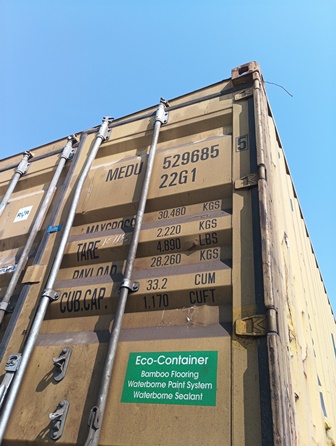 MEDU 529685
5
22G1
MAX GROSS 30.480 KGS
TARE 2.220 KGS
4.890 LBS
PAYLOAD 28.260 KGS
33.2 CUM
CUB.CAP. 1.170 CUFT
Eco-Container
Bamboo Flooring
Waterborne Paint System
Waterborne Sealant